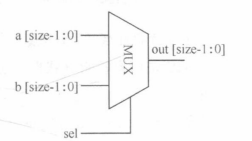 a [size-1:0]
MUX
out [size-1:0]
b [size-1:0]
sel